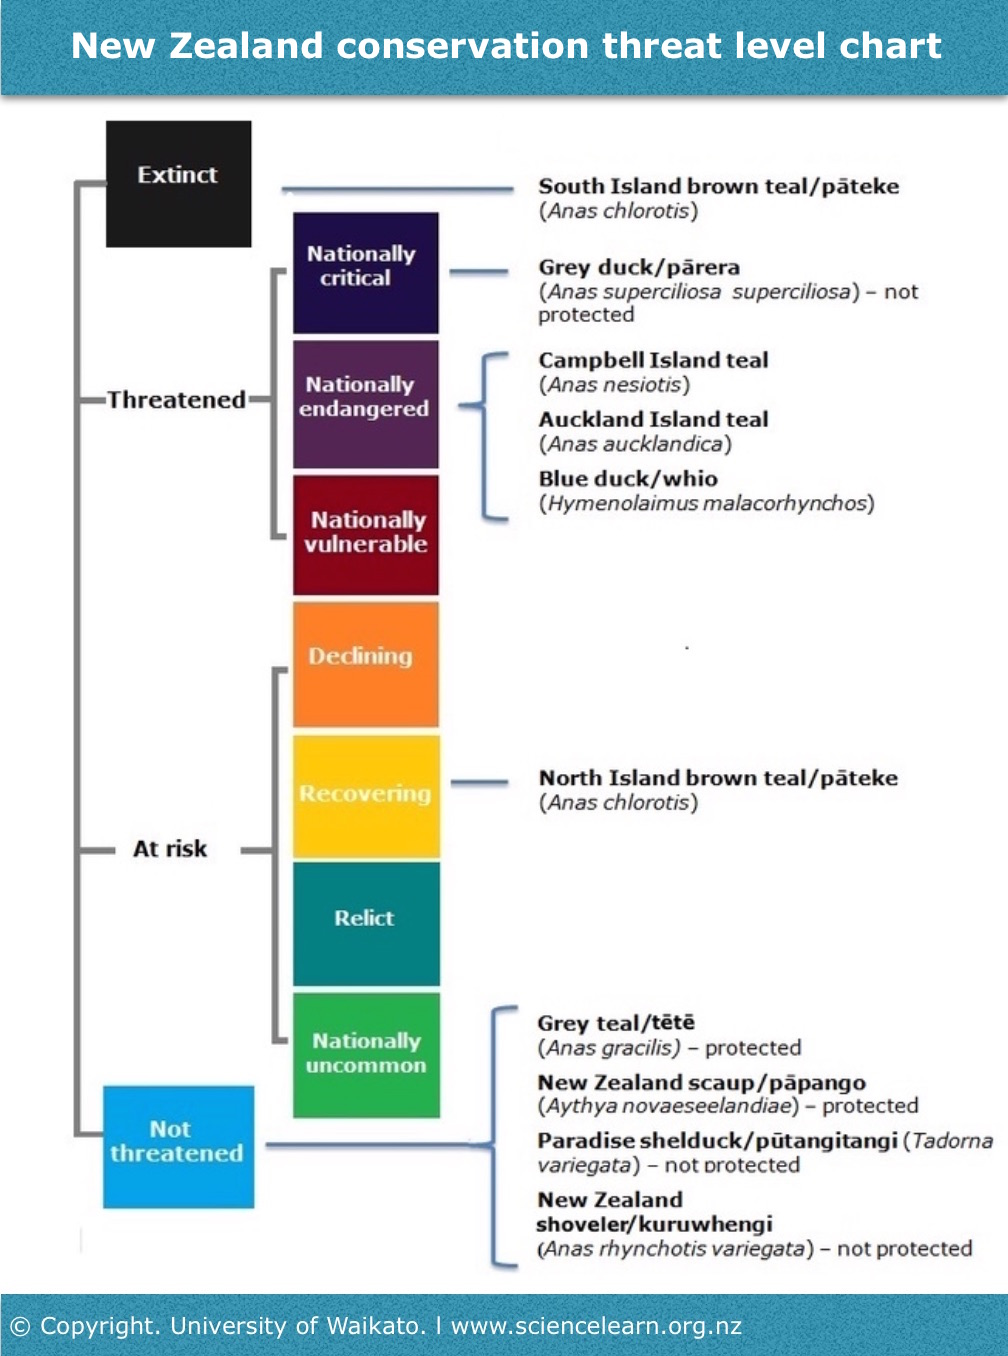 New Zealand conservation threat level chart
Extinct
South Island brown teal/pāteke
(Anas chlorotis)
Nationally
critical
Grey duck/pārera
(Anas superciliosa superciliosa) – not
protected
Threatened
Nationally
endangered
Campbell Island teal
(Anas nesiotis)
Auckland Island teal
(Anas aucklandica)
Blue duck/whio
(Hymenolaimus malacorhynchos)
Nationally
vulnerable
Declining
Recovering
North Island brown teal/pāteke
(Anas chlorotis)
At risk
Relict
Nationally
uncommon
Not
threatened
Grey teal/tētē
(Anas gracilis) – protected
New Zealand scaup/pāpango
(Aythya novaeseelandiae) – protected
Paradise shelduck/pūtangitangi (Tadorna
variegata) – not protected
New Zealand
shoveler/kuruwhengi
(Anas rhynchotis variegata) – not protected
© Copyright. University of Waikato. l www.sciencelearn.org.nz